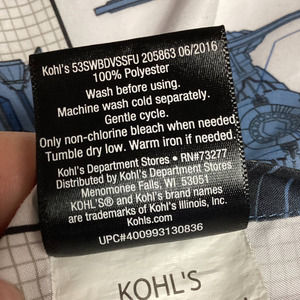 Kohl's 53SWBDVSSFU 205863 06/2016
100% Polyester
Wash before using.
Machine wash cold separately.
Gentle cycle.
Only non-chlorine bleach when needed.
Tumble dry low. Warm iron if needed.
Kohl's Department Stores • RN#73277
Distributed by Kohl's Department Stores
Menomonee Falls, WI 53051
KOHL'S® and Kohl's brand names
are trademarks of Kohl's Illinois, Inc.
Kohls.com
UPC#400993130836
KOHL'S